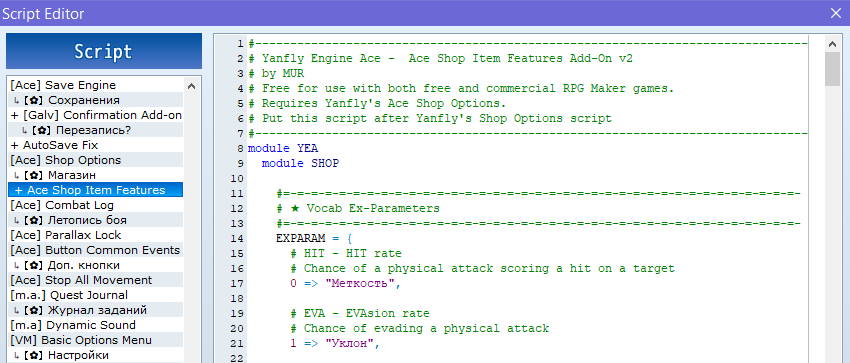 Script Editor
Script
[Ace] Save Engine
↳ [✿] Сохранения
+ [Galv] Confirmation Add-on
↳ [✿] Перезапись?
+ AutoSave Fix
[Ace] Shop Options
↳ [✿] Магазин
+ Ace Shop Item Features
[Ace] Combat Log
↳ [✿] Летопись боя
[Ace] Parallax Lock
[Ace] Button Common Events
↳ [✿] Доп. кнопки
[Ace] Stop All Movement
[m.a.] Quest Journal
↳ [✿] Журнал заданий
[m.a] Dynamic Sound
[VM] Basic Options Menu
↳ [✿] Настройки
1 #------------------------------------------------------------------------------
2 # Yanfly Engine Ace -  Ace Shop Item Features Add-On v2
3 # by MUR
4 # Free for use with both free and commercial RPG Maker games.
5 # Requires Yanfly's Ace Shop Options.
6 # Put this script after Yanfly's Shop Options script
7 #------------------------------------------------------------------------------
8 module YEA
9   module SHOP
10
11     #=-=-=-=-=-=-=-=-=-=-=-=-=-=-=-=-=-=-=-=-=-=-=-=-=-=-=-=-=-=-=-=-=-=-=-=-=-
12     # ★ Vocab Ex-Parameters
13     #=-=-=-=-=-=-=-=-=-=-=-=-=-=-=-=-=-=-=-=-=-=-=-=-=-=-=-=-=-=-=-=-=-=-=-=-=-
14     EXPARAM = {
15       # HIT - HIT rate
16       # Chance of a physical attack scoring a hit on a target
17       0 => "Меткость",
18
19       # EVA - EVAsion rate
20       # Chance of evading a physical attack
21       1 => "Уклон",
22